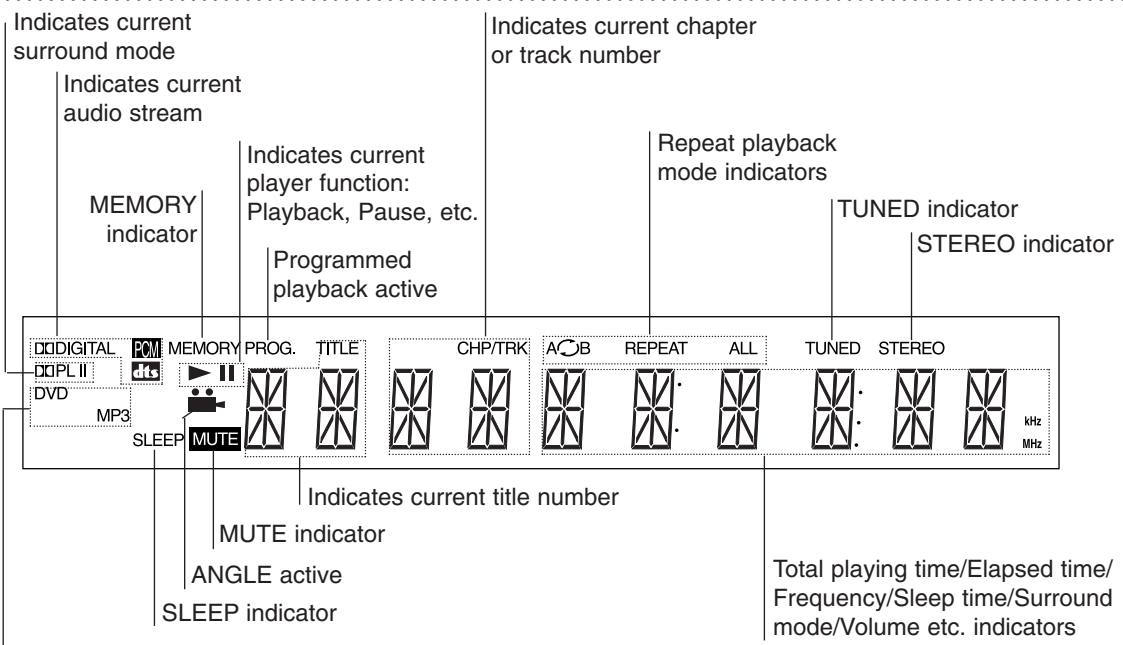 Indicates current
surround mode
Indicates current chapter
or track number
Indicates current
audio stream
Repeat playback
mode indicators
Indicates current
player function:
Playback, Pause, etc.
MEMORY
indicator
TUNED indicator
STEREO indicator
Programmed
playback active
DIGITAL PCM MEMORY PROG. TITLE CHP/TRK A B REPEAT ALL TUNED STEREO
PL II dts
DVD
MP3
kHz
SLEEP MUTE
MHz
Indicates current title number
MUTE indicator
ANGLE active
SLEEP indicator
Total playing time/Elapsed time/
Frequency/Sleep time/Surround
mode/Volume etc. indicators